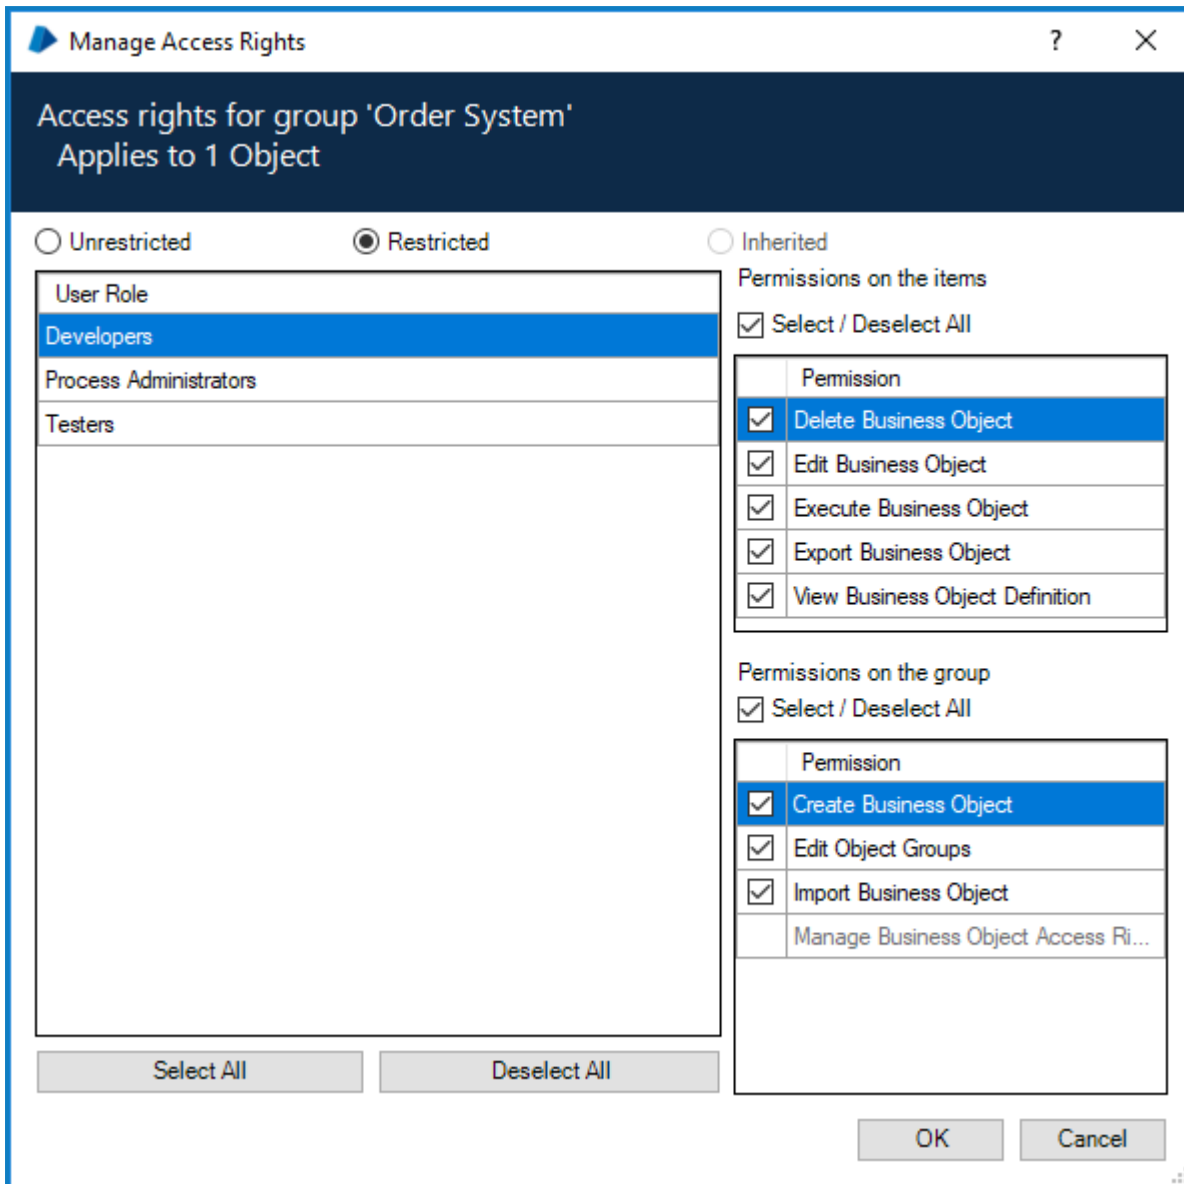 Manage Access Rights
?
Access rights for group 'Order System'
Applies to 1 Object
Unrestricted
Restricted
Inherited
User Role
Developers
Process Administrators
Testers
Select All
Deselect All
Permissions on the items
Select / Deselect All
Permission
Delete Business Object
Edit Business Object
Execute Business Object
Export Business Object
View Business Object Definition
Permissions on the group
Select / Deselect All
Permission
Create Business Object
Edit Object Groups
Import Business Object
Manage Business Object Access Ri...
OK
Cancel